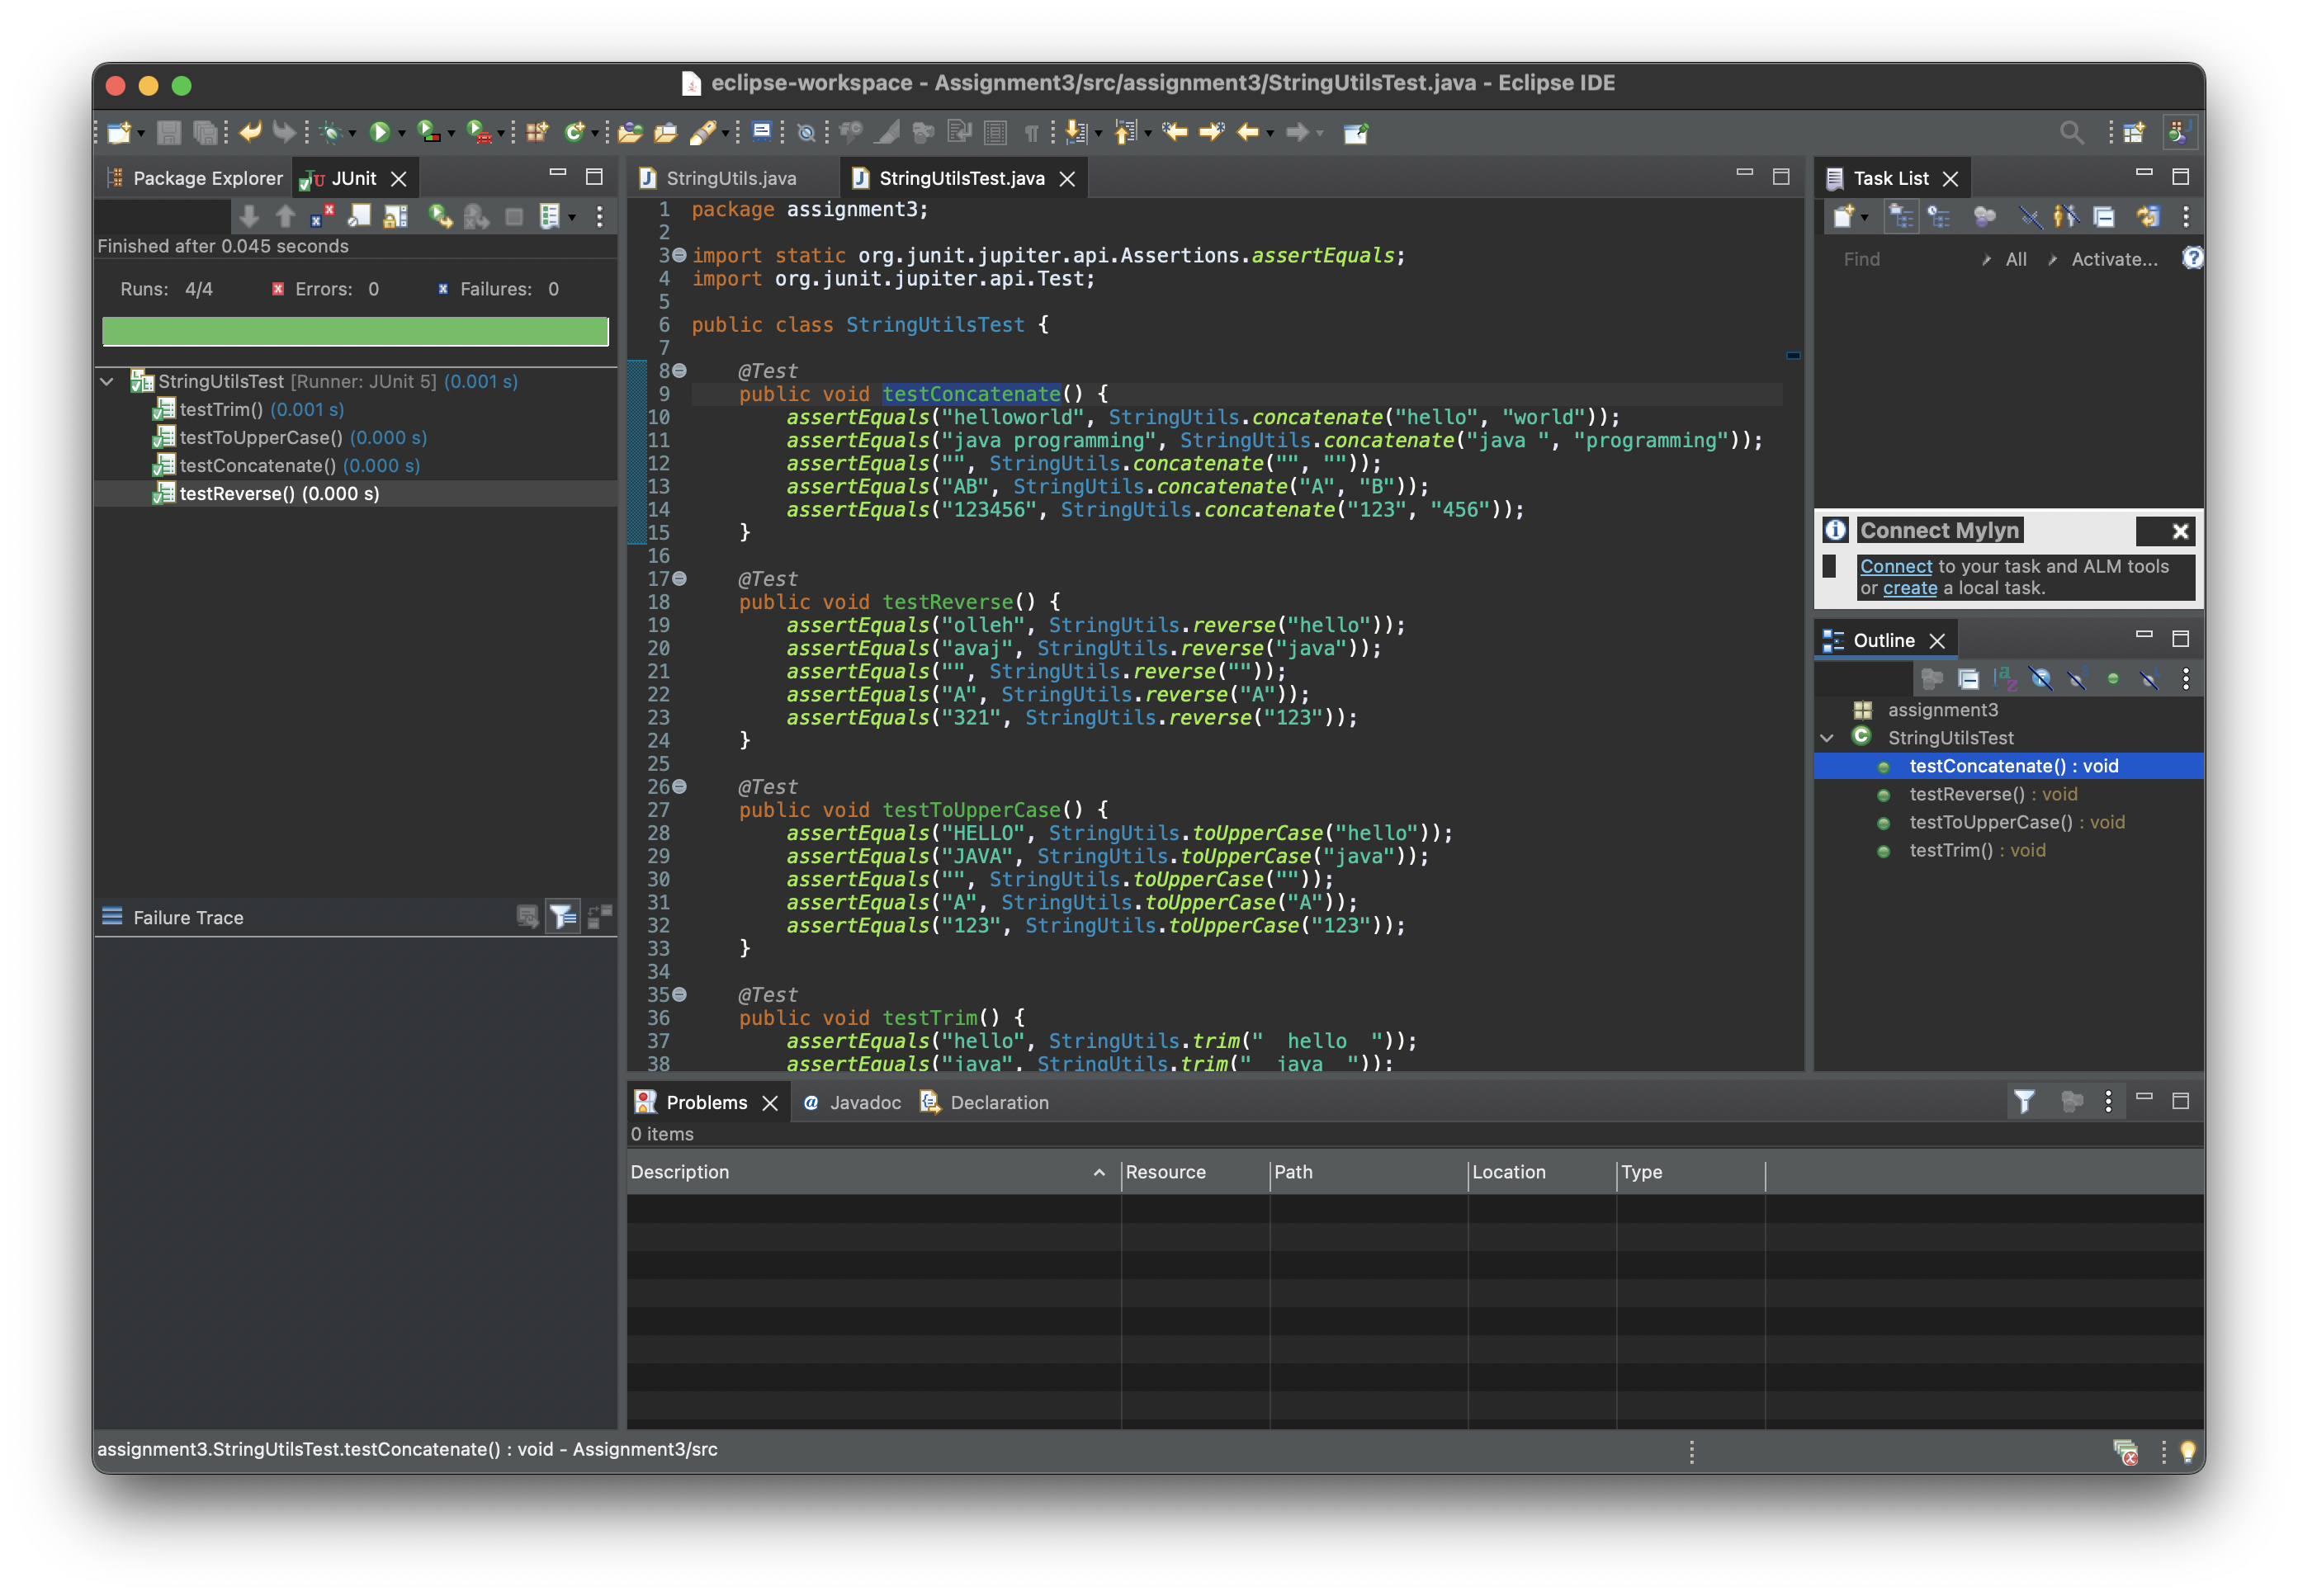 eclipse-workspace - Assignment3/src/assignment3/StringUtilsTest.java - Eclipse IDE
Package Explorer
JUnit
Finished after 0.045 seconds
Runs: 4/4 Errors: 0 Failures: 0
StringUtilsTest [Runner: JUnit 5] (0.001 s)
testTrim() (0.001 s)
testToUpperCase() (0.000 s)
testConcatenate() (0.000 s)
testReverse() (0.000 s)
Failure Trace
StringUtils.java
StringUtilsTest.java
1 package assignment3;
2
3 import static org.junit.jupiter.api.Assertions.assertEquals;
4 import org.junit.jupiter.api.Test;
5
6 public class StringUtilsTest {
7
8 @Test
9 public void testConcatenate() {
10 assertEquals("helloworld", StringUtils.concatenate("hello", "world"));
11 assertEquals("java programming", StringUtils.concatenate("java ", "programming"));
12 assertEquals("", StringUtils.concatenate("", ""));
13 assertEquals("AB", StringUtils.concatenate("A", "B"));
14 assertEquals("123456", StringUtils.concatenate("123", "456"));
15 }
16
17 @Test
18 public void testReverse() {
19 assertEquals("olleh", StringUtils.reverse("hello"));
20 assertEquals("avaj", StringUtils.reverse("java"));
21 assertEquals("", StringUtils.reverse(""));
22 assertEquals("A", StringUtils.reverse("A"));
23 assertEquals("321", StringUtils.reverse("123"));
24 }
25
26 @Test
27 public void testToUpperCase() {
28 assertEquals("HELLO", StringUtils.toUpperCase("hello"));
29 assertEquals("JAVA", StringUtils.toUpperCase("java"));
30 assertEquals("", StringUtils.toUpperCase(""));
31 assertEquals("A", StringUtils.toUpperCase("A"));
32 assertEquals("123", StringUtils.toUpperCase("123"));
33 }
34
35 @Test
36 public void testTrim() {
37 assertEquals("hello", StringUtils.trim("  hello  "));
38 assertEquals("java", StringUtils.trim("  java  "));
Task List
Find All Activate...
Connect Mylyn
Connect to your task and ALM tools
or create a local task.
Outline
assignment3
StringUtilsTest
testConcatenate() : void
testReverse() : void
testToUpperCase() : void
testTrim() : void
Problems
Javadoc
Declaration
0 items
Description Resource Path Location Type
assignment3.StringUtilsTest.testConcatenate() : void - Assignment3/src